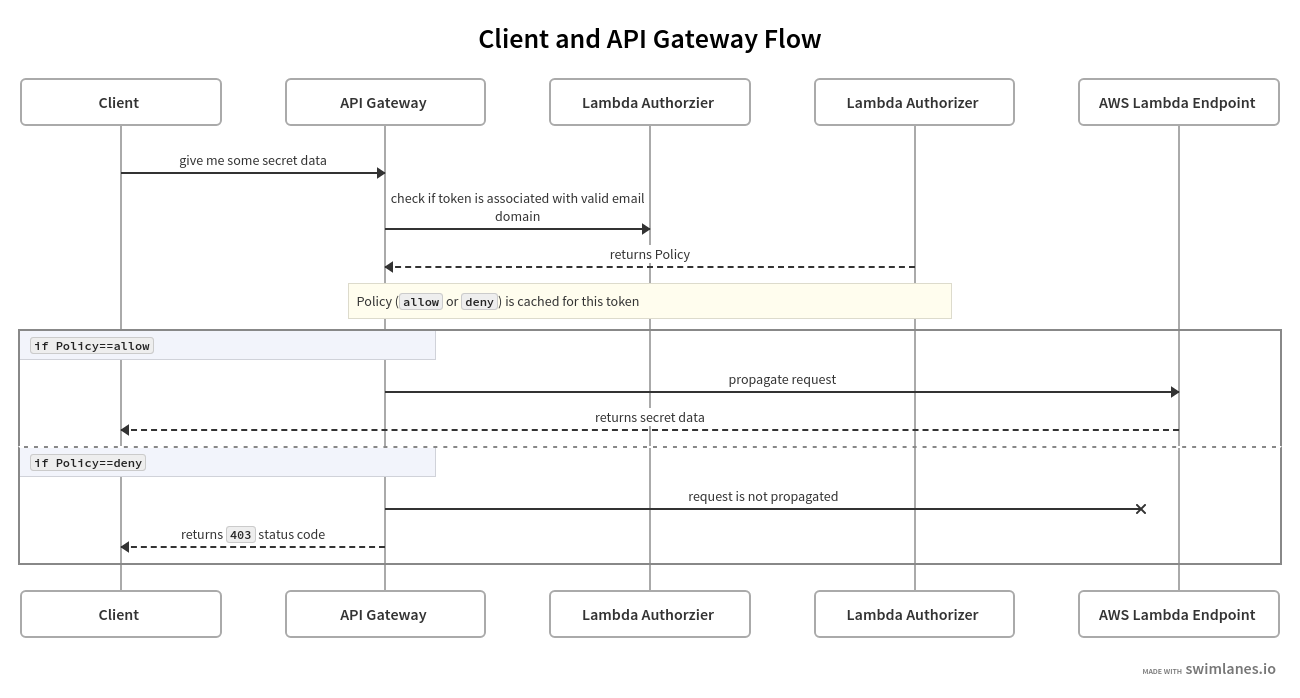 Client and API Gateway Flow
Client
API Gateway
Lambda Authorzier
Lambda Authorizer
AWS Lambda Endpoint
give me some secret data
check if token is associated with valid email
domain
returns Policy
Policy (allow or deny) is cached for this token
if Policy==allow
propagate request
returns secret data
if Policy==deny
request is not propagated
returns 403 status code
Client
API Gateway
Lambda Authorzier
Lambda Authorizer
AWS Lambda Endpoint
MADE WITH swimlanes.io